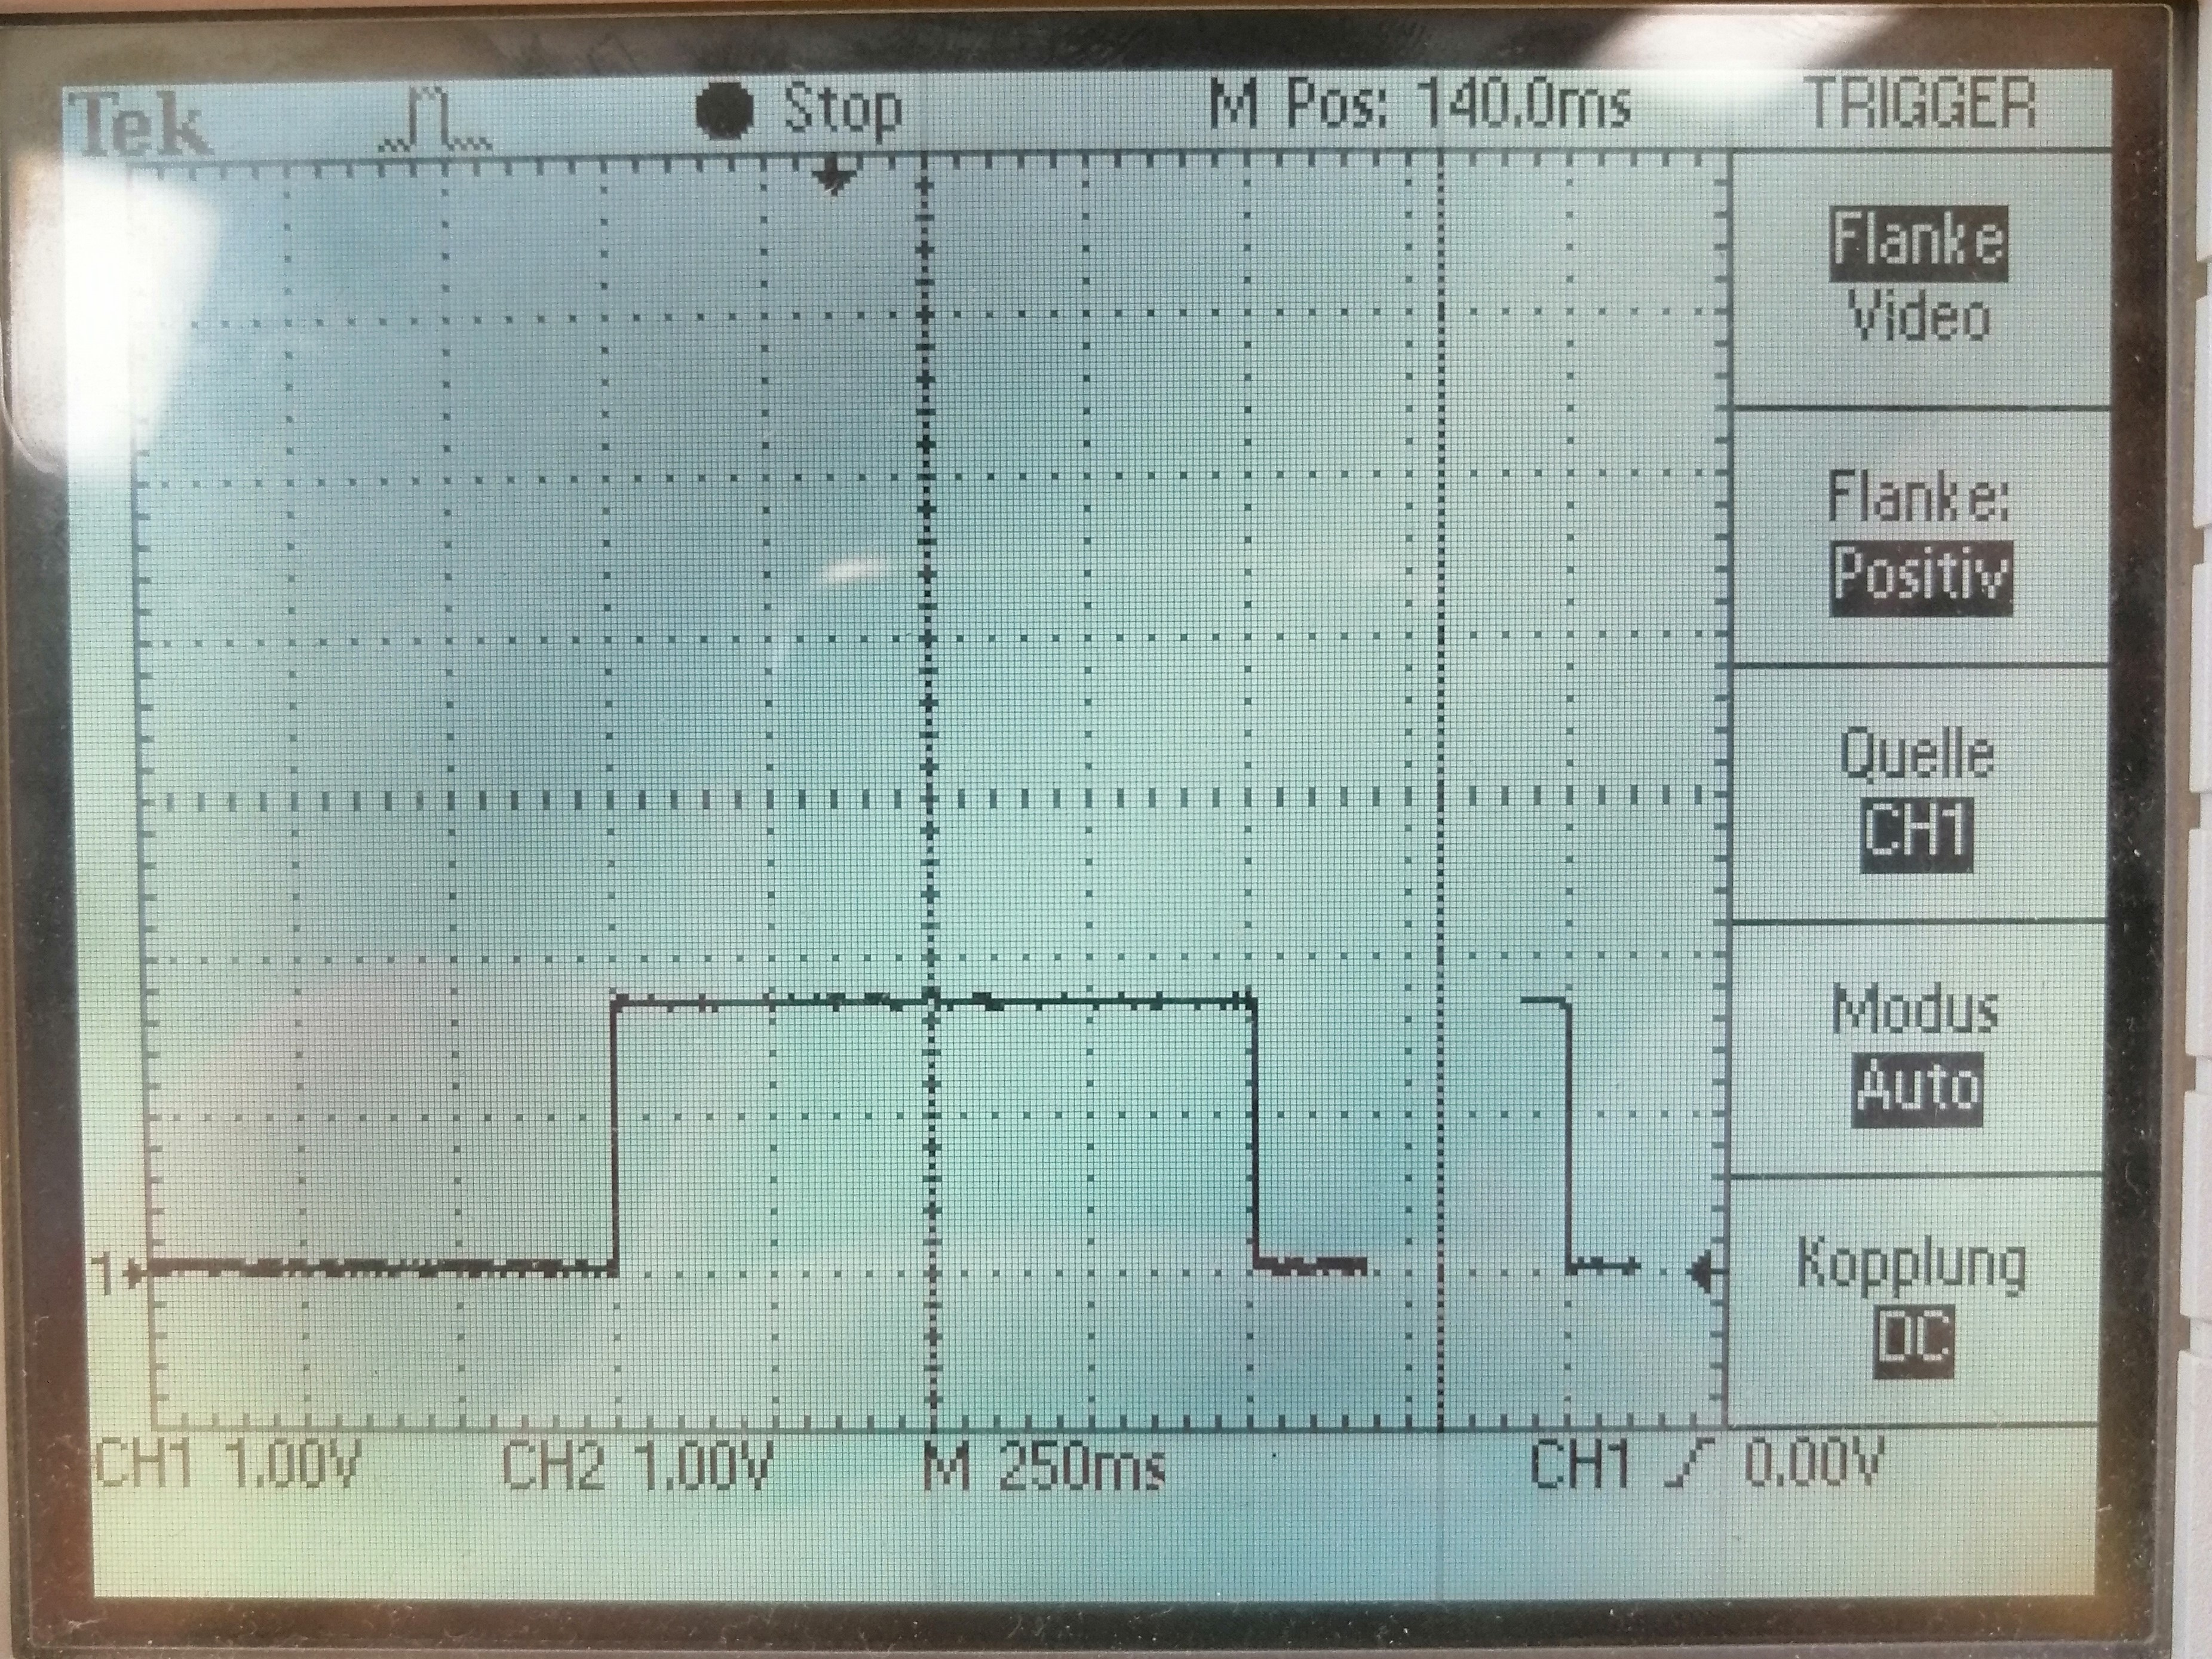 Tek Stop M Pos: 140.0ms TRIGGER
Flanke
Video
Flanke:
Positiv
Quelle
CH1
Modus
Auto
Kopplung
DC
1
CH1 1.00V CH2 1.00V M 250ms CH1 0.00V